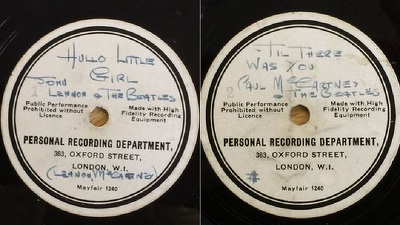 Hullo Little
Girl
John
Lennon & The Beatles
Public Performance
Prohibited without
Licence
Made with High
Fidelity Recording
Equipment
PERSONAL RECORDING DEPARTMENT,
363, OXFORD STREET,
LONDON, W.I.
(Lennon/McCartney)
Mayfair 1240
'Til There
Was You
Paul McCartney
& The Beatles
Public Performance
Prohibited without
Licence
Made with High
Fidelity Recording
Equipment
PERSONAL RECORDING DEPARTMENT,
363, OXFORD STREET,
LONDON, W.I.
Mayfair 1240